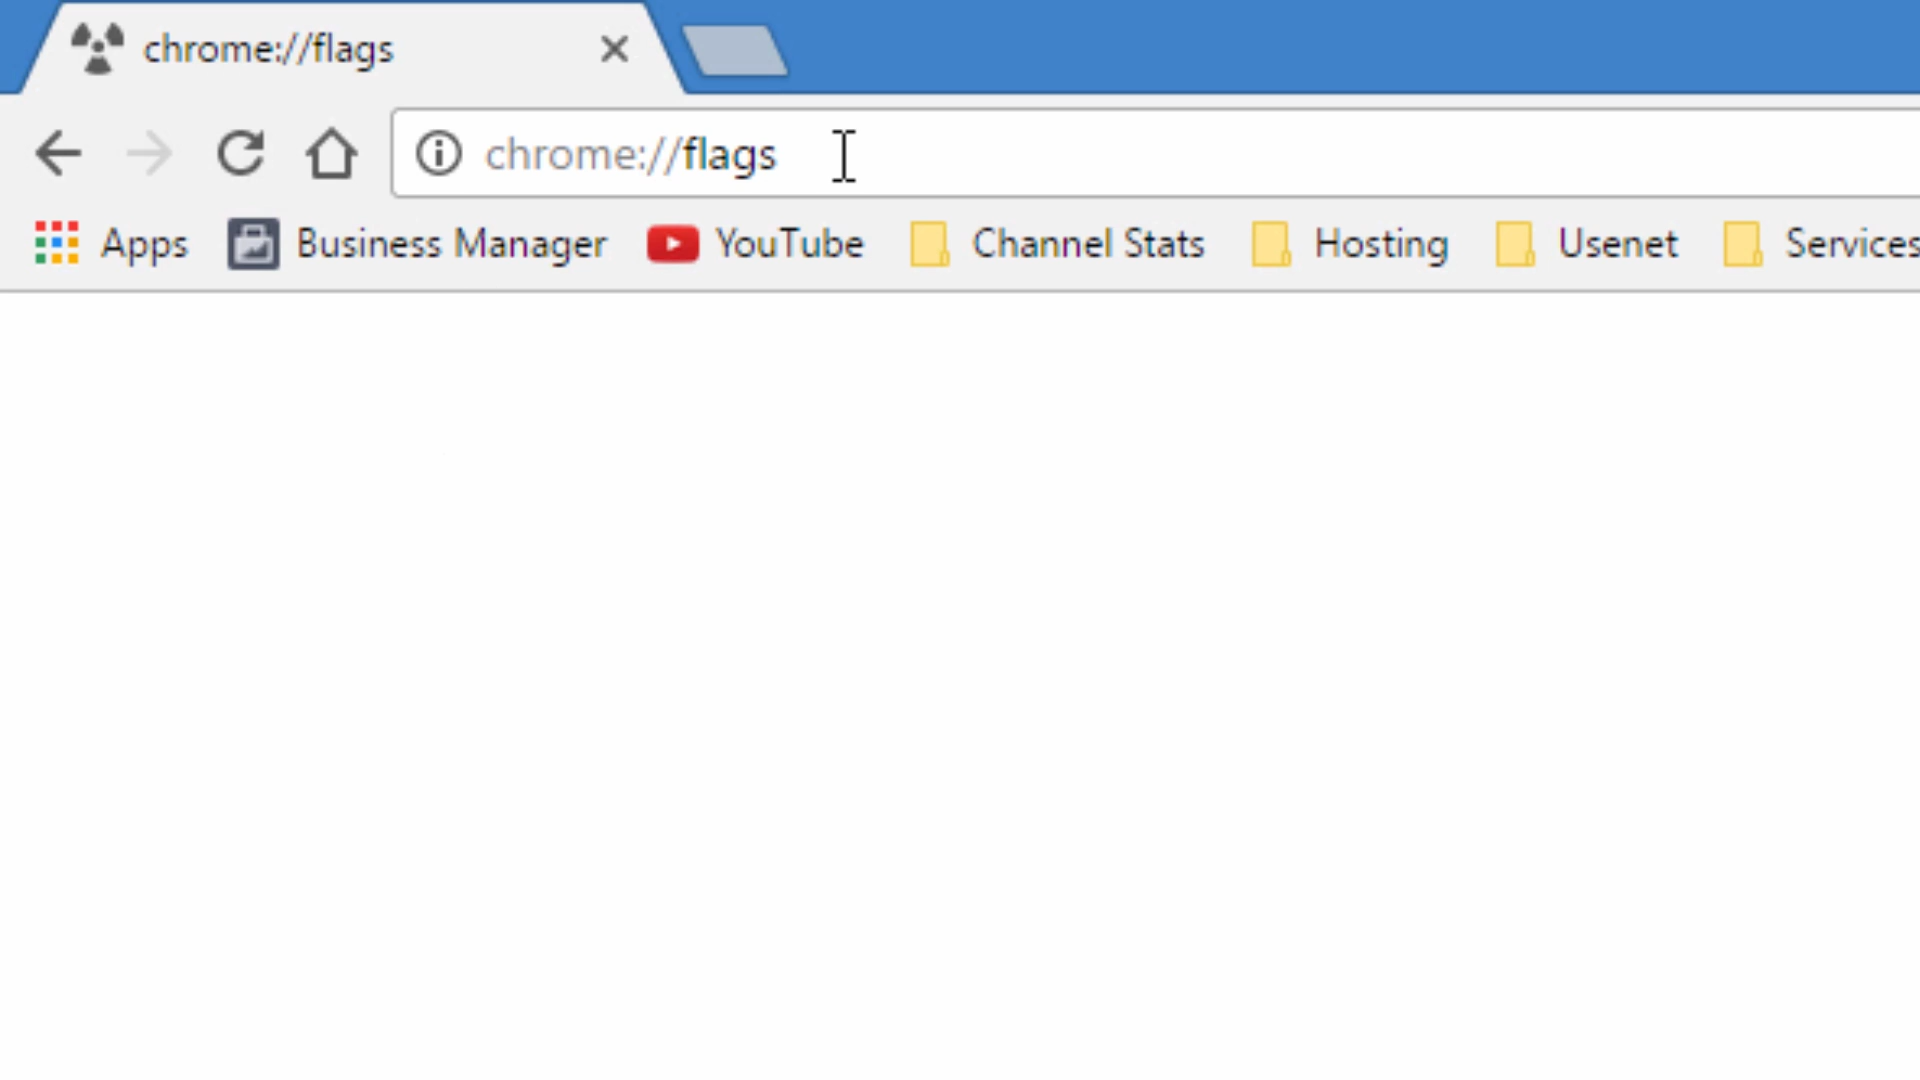 chrome://flags
chrome://flags
Apps Business Manager YouTube Channel Stats Hosting Usenet Services